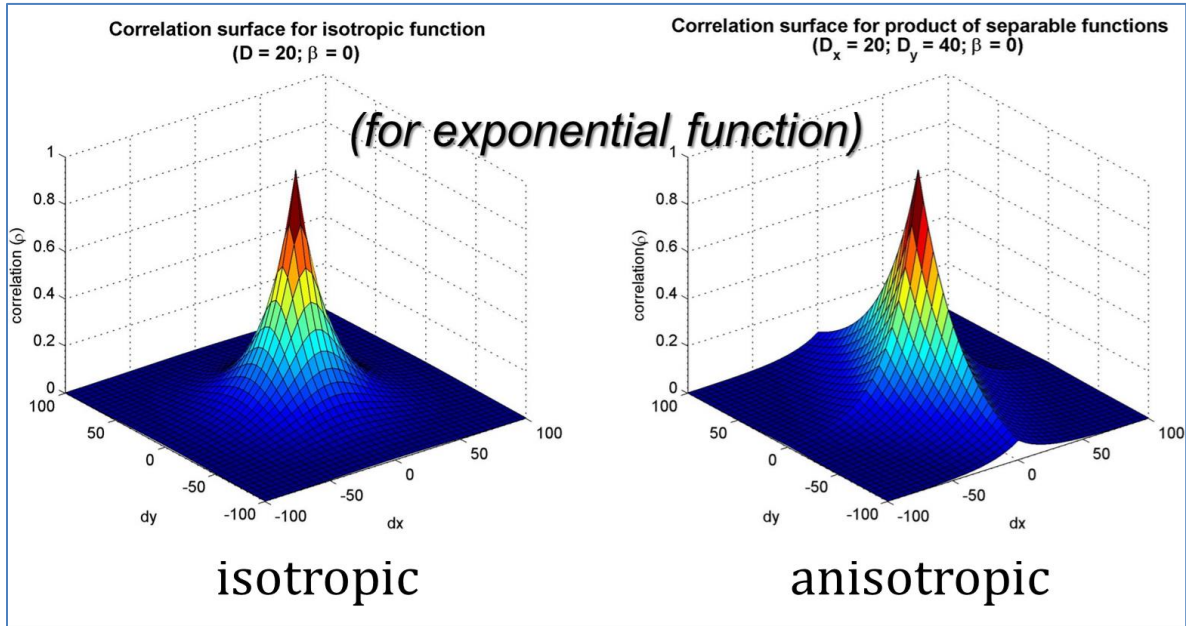 Correlation surface for isotropic function
(D = 20; β = 0)
Correlation surface for product of separable functions
(Dx = 20; Dy = 40; β = 0)
(for exponential function)
1
0.8
0.6
0.4
0.2
0
correlation (ρ)
100
50
0
-50
-100
dy
-100
-50
0
50
100
dx
1
0.8
0.6
0.4
0.2
0
correlation(ρ)
100
50
0
-50
-100
dy
-100
-50
0
50
100
dx
isotropic
anisotropic